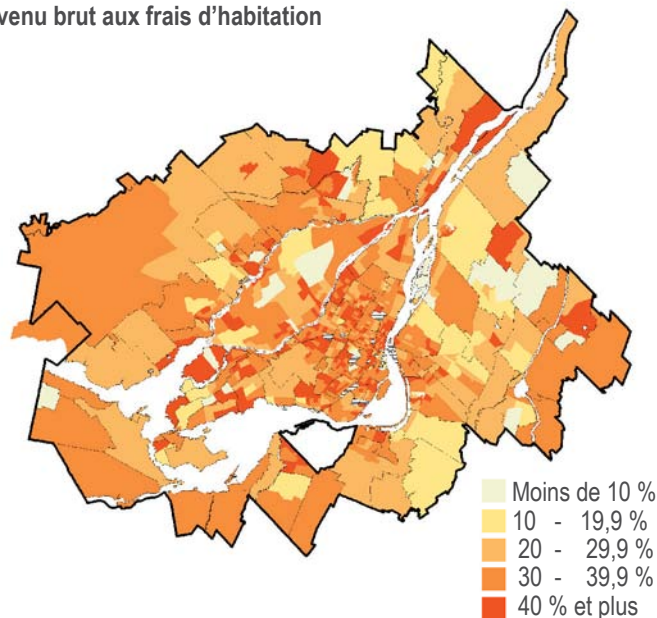 venu brut aux frais d’habitation
Moins de 10 %
10 - 19,9 %
20 - 29,9 %
30 - 39,9 %
40 % et plus